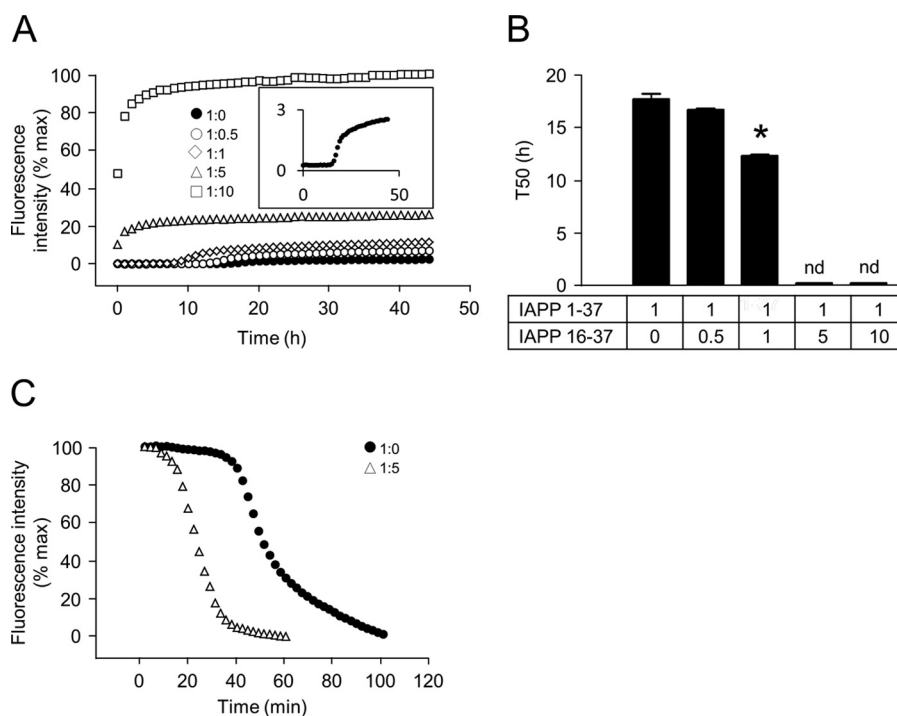 A
Fluorescence
intensity (% max)
100
80
60
40
20
0
1:0
1:0.5
1:1
1:5
1:10
3
0
0 50
0 10 20 30 40 50
Time (h)
B
T50 (h)
20
15
10
5
0
*
nd nd
IAPP 1-37 1 1 1 1 1
IAPP 16-37 0 0.5 1 5 10
C
Fluorescence intensity
(% max)
100
80
60
40
20
0
1:0
1:5
0 20 40 60 80 100 120
Time (min)